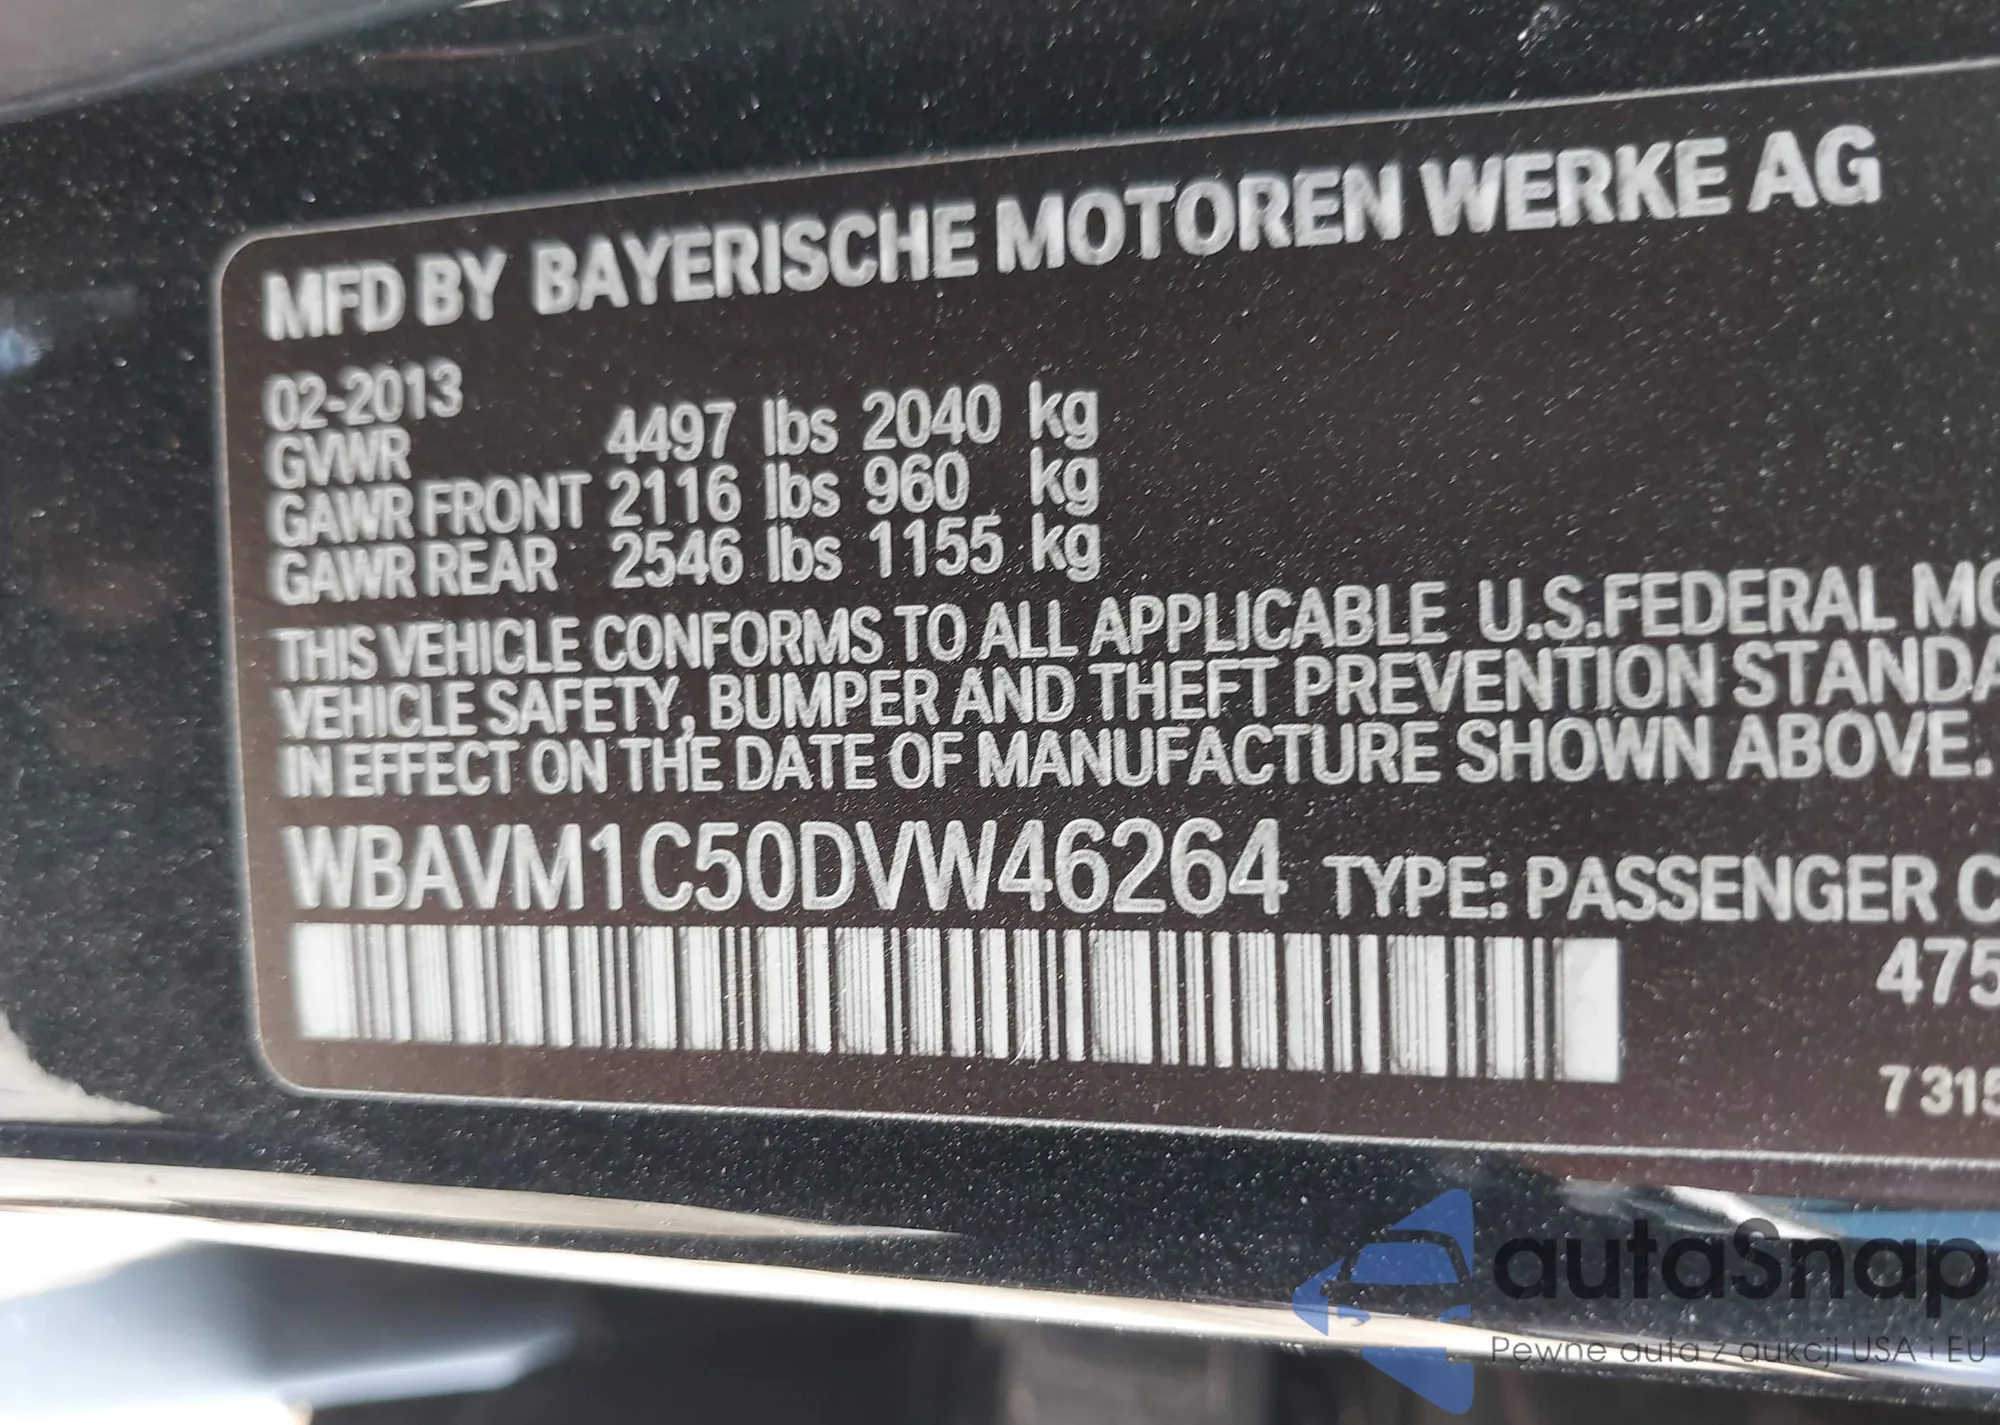 MFD BY BAYERISCHE MOTOREN WERKE AG
02-2013
GVWR 4497 lbs 2040 kg
GAWR FRONT 2116 lbs 960 kg
GAWR REAR 2546 lbs 1155 kg
THIS VEHICLE CONFORMS TO ALL APPLICABLE U.S.FEDERAL MO
VEHICLE SAFETY, BUMPER AND THEFT PREVENTION STANDA
IN EFFECT ON THE DATE OF MANUFACTURE SHOWN ABOVE.
WBAVM1C50DVW46264 TYPE: PASSENGER C
475
7 315
autaSnap
Pewne auta z aukcji USA i EU